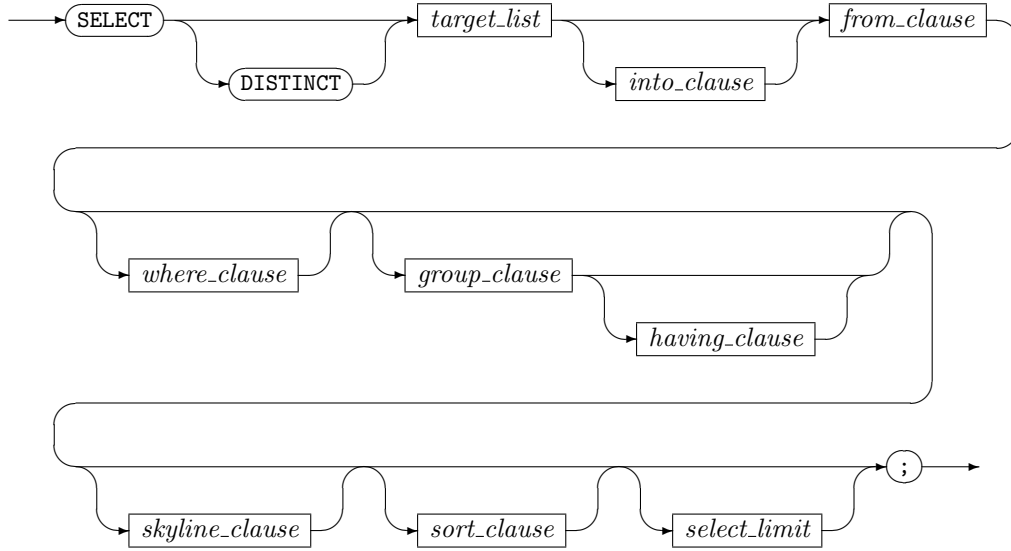 SELECT target_list from_clause
DISTINCT into_clause
where_clause group_clause
having_clause
;
skyline_clause sort_clause select_limit